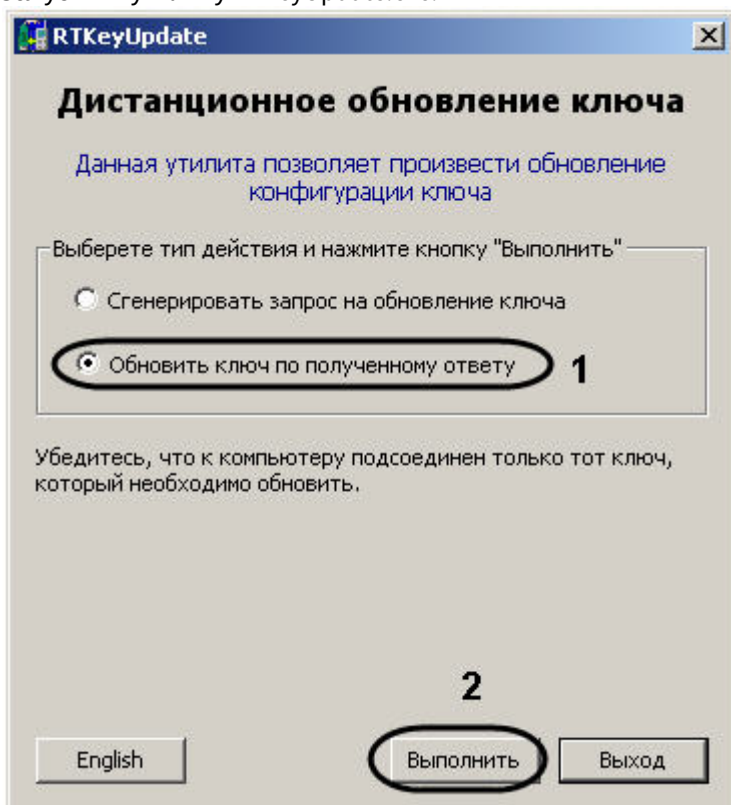 RTKeyUpdate
Дистанционное обновление ключа
Данная утилита позволяет произвести обновление
конфигурации ключа
Выберете тип действия и нажмите кнопку "Выполнить"
Сгенерировать запрос на обновление ключа
Обновить ключ по полученному ответу 1
Убедитесь, что к компьютеру подсоединен только тот ключ,
который необходимо обновить.
2
English Выполнить Выход